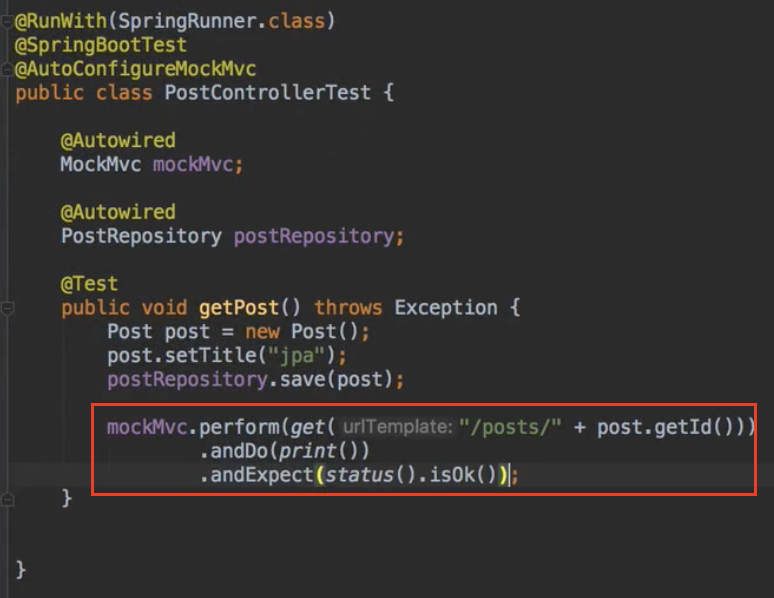 @RunWith(SpringRunner.class)
@SpringBootTest
@AutoConfigureMockMvc
public class PostControllerTest {
@Autowired
MockMvc mockMvc;
@Autowired
PostRepository postRepository;
@Test
public void getPost() throws Exception {
Post post = new Post();
post.setTitle("jpa");
postRepository.save(post);
mockMvc.perform(get( urlTemplate: "/posts/" + post.getId()))
.andDo(print())
.andExpect(status().isOk());
}
}